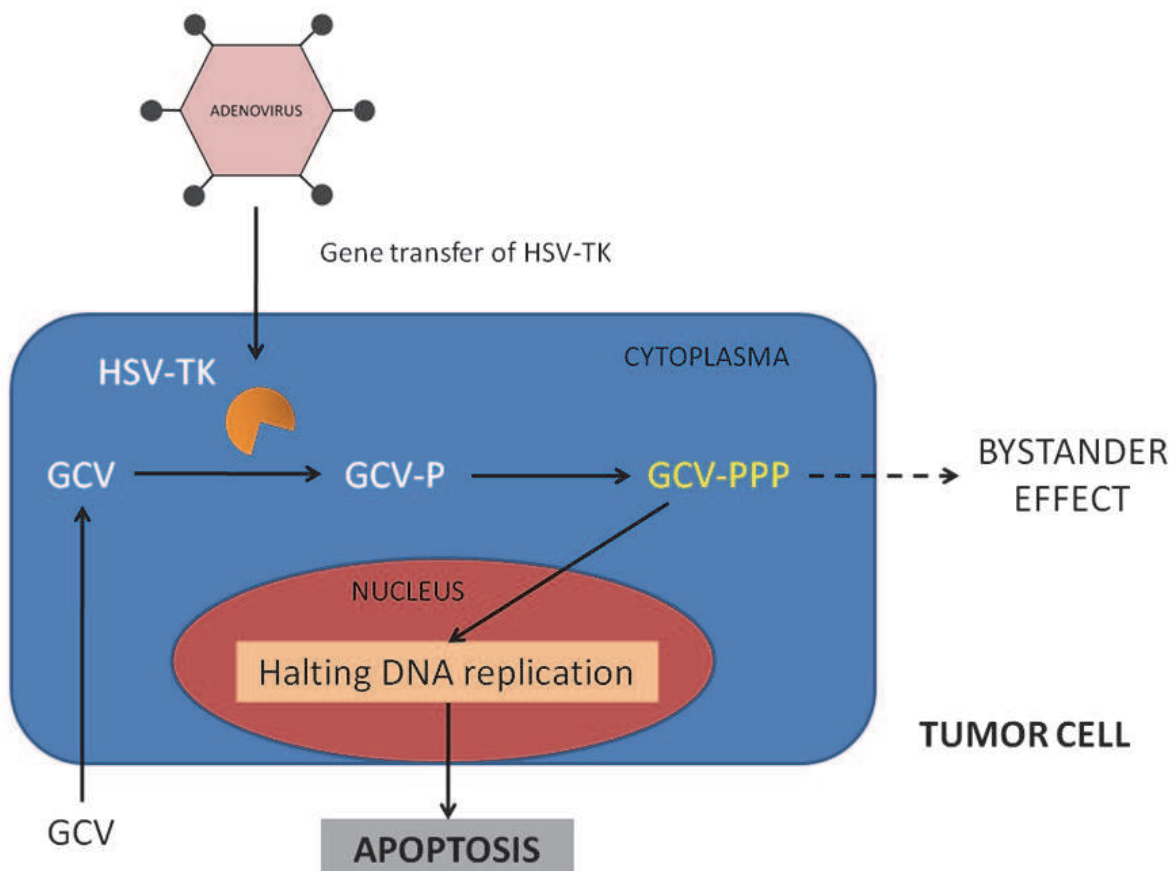 ADENOVIRUS
Gene transfer of HSV-TK
CYTOPLASMA
HSV-TK
GCV
GCV-P
GCV-PPP
BYSTANDER
EFFECT
NUCLEUS
Halting DNA replication
TUMOR CELL
GCV
APOPTOSIS